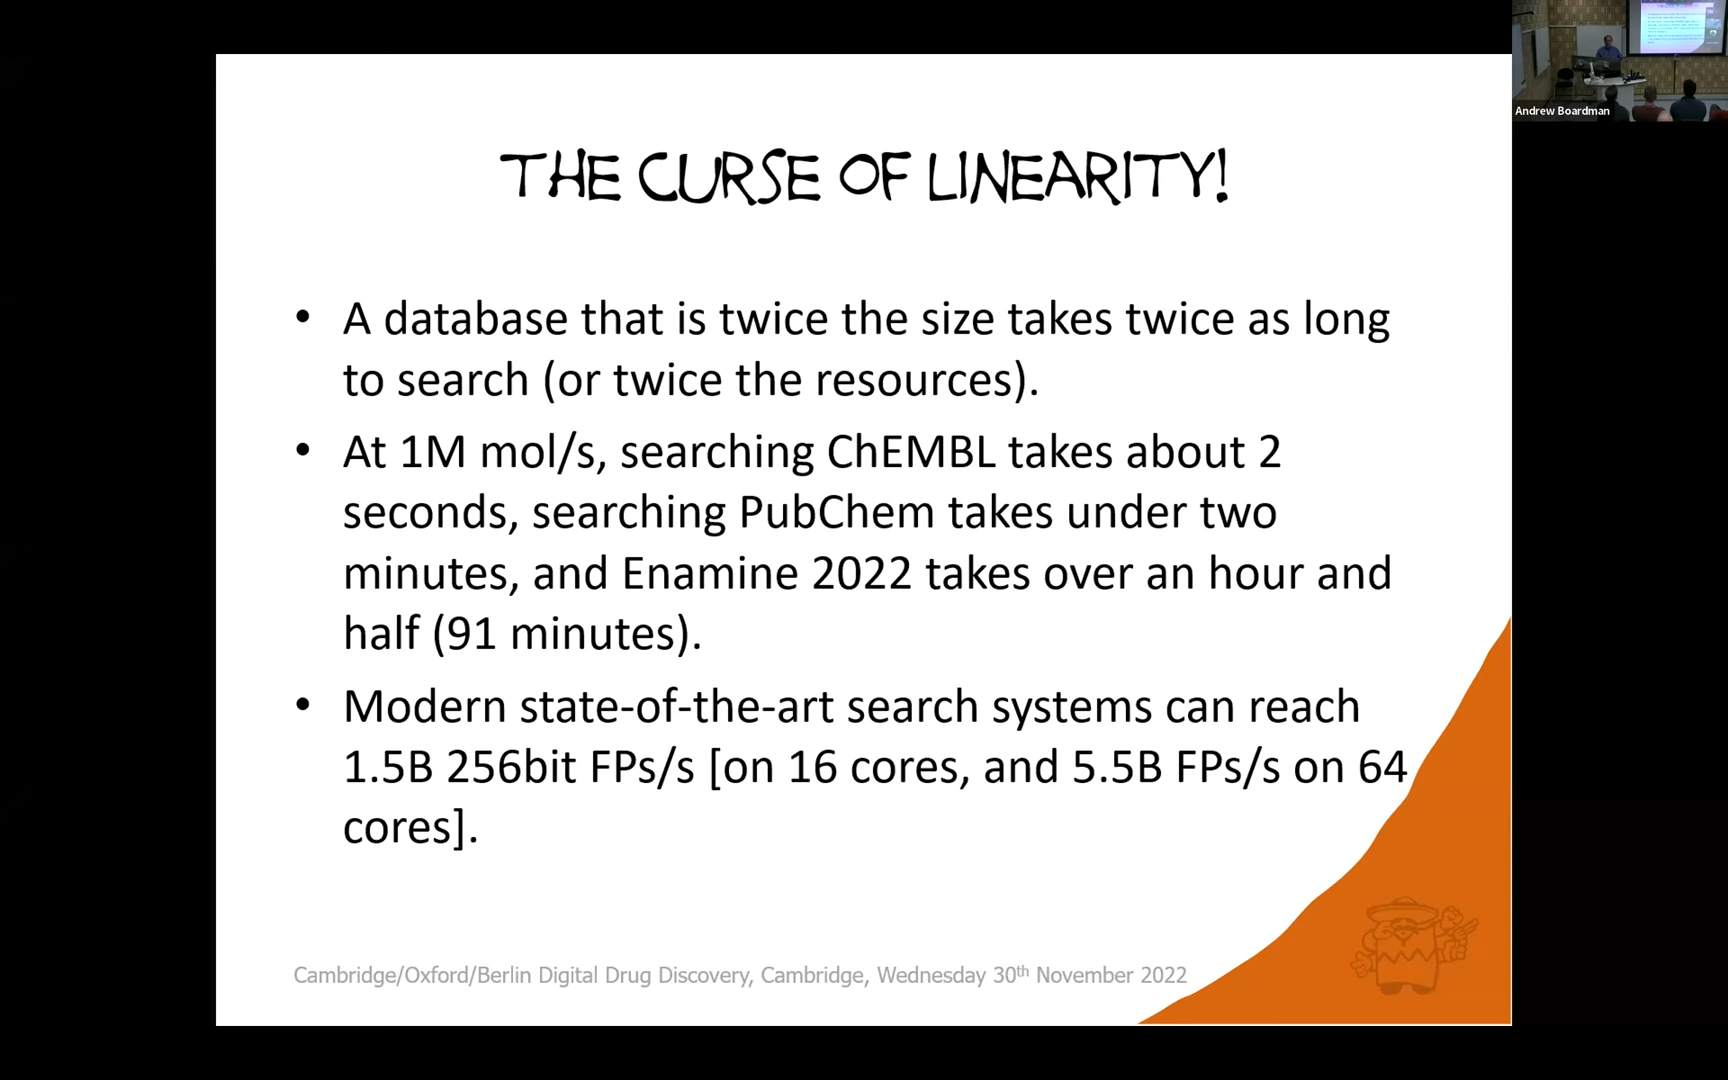 Andrew Boardman
THE CURSE OF LINEARITY!
• A database that is twice the size takes twice as long
to search (or twice the resources).
• At 1M mol/s, searching ChEMBL takes about 2
seconds, searching PubChem takes under two
minutes, and Enamine 2022 takes over an hour and
half (91 minutes).
• Modern state-of-the-art search systems can reach
1.5B 256bit FPs/s [on 16 cores, and 5.5B FPs/s on 64
cores].
Cambridge/Oxford/Berlin Digital Drug Discovery, Cambridge, Wednesday 30th November 2022